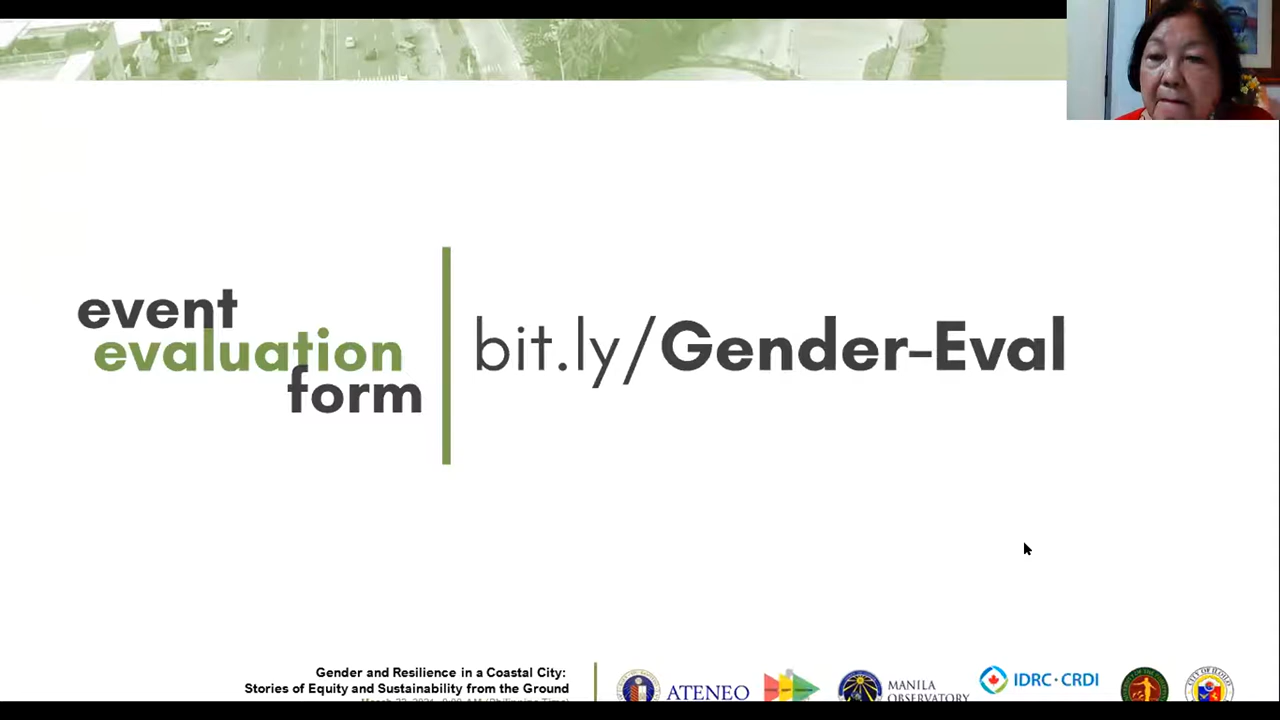 event
evaluation
form
bit.ly/Gender-Eval
Gender and Resilience in a Coastal City:
Stories of Equity and Sustainability from the Ground
ATENEO
MANILA
OBSERVATORY
IDRC · CRDI